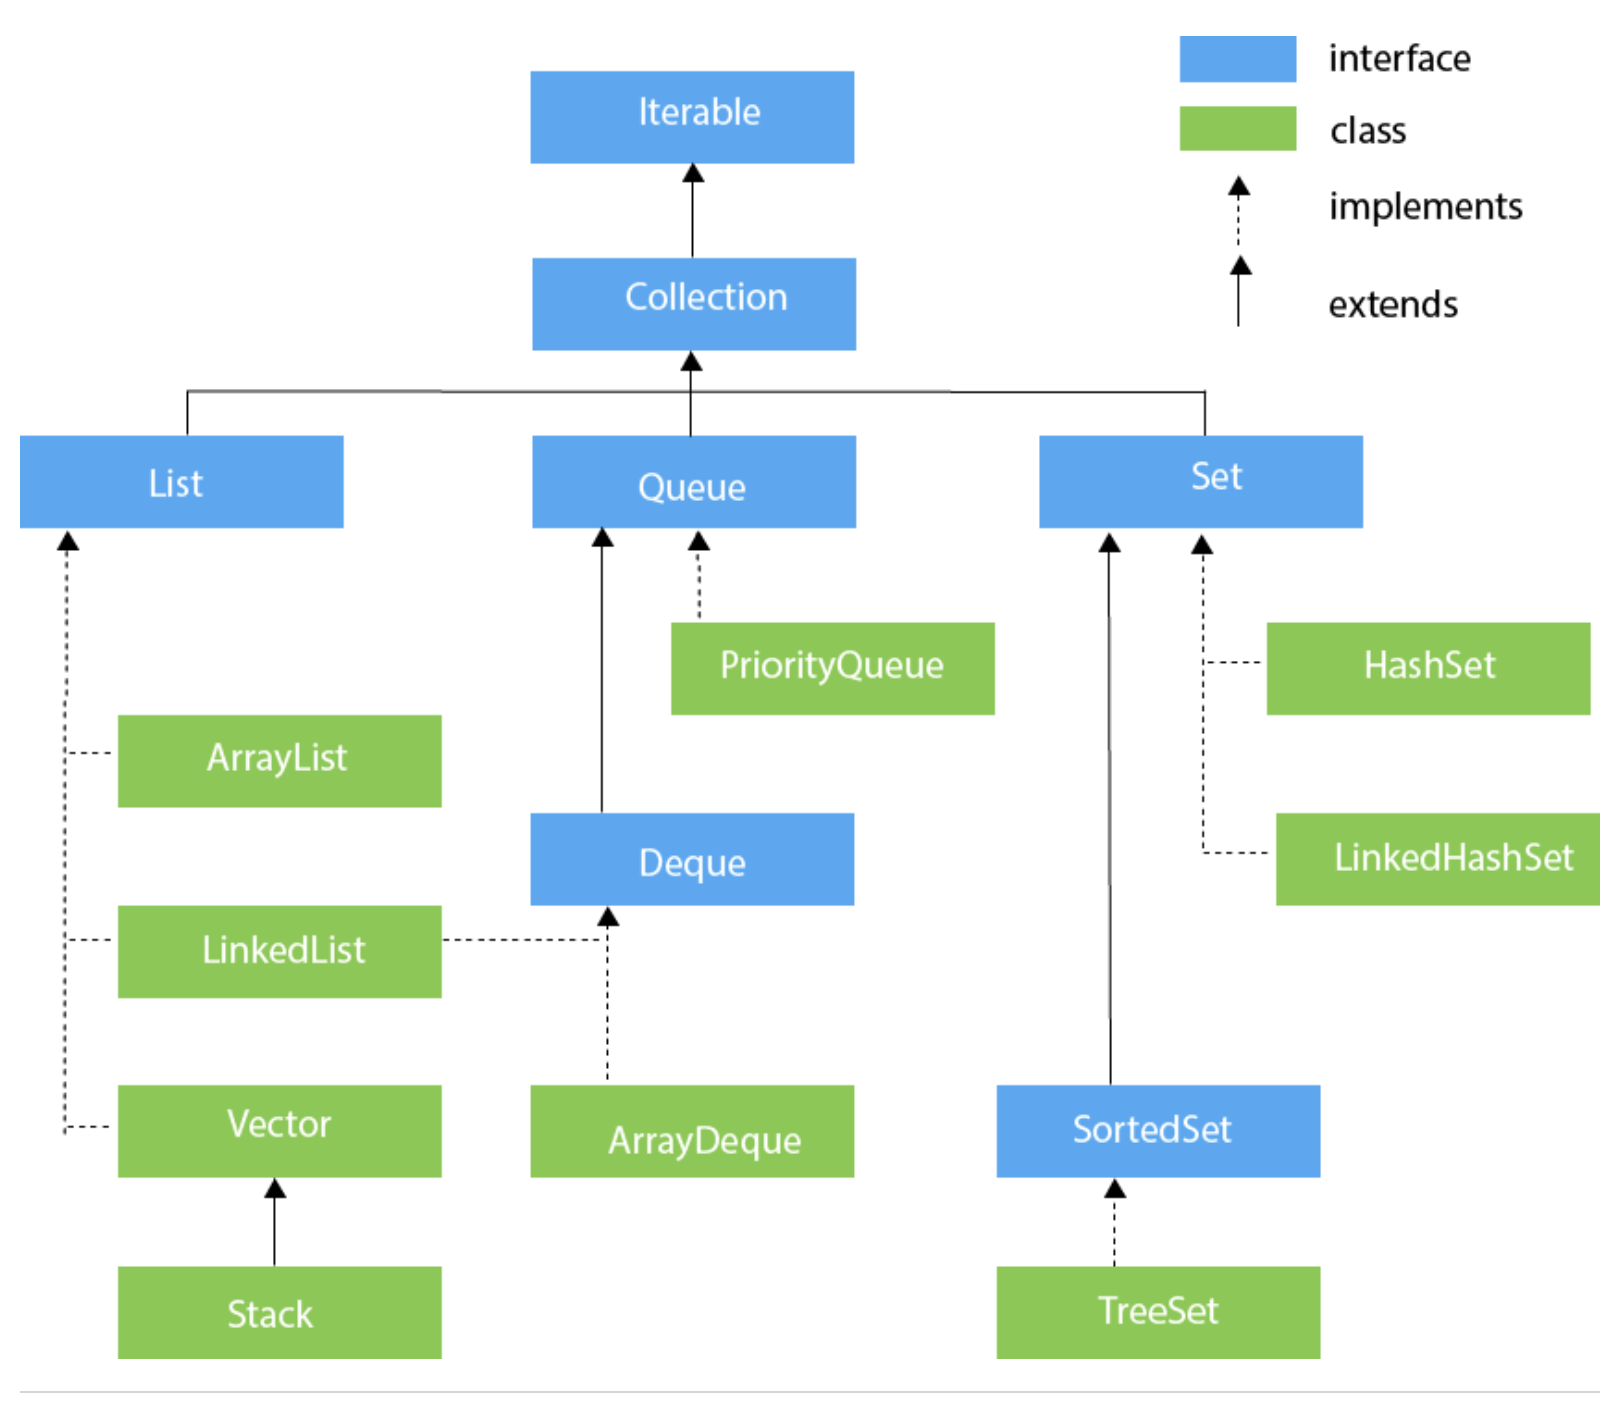 interface
Iterable
class
implements
Collection
extends
List
Queue
Set
PriorityQueue
HashSet
ArrayList
Deque
LinkedHashSet
LinkedList
Vector
ArrayDeque
SortedSet
Stack
TreeSet